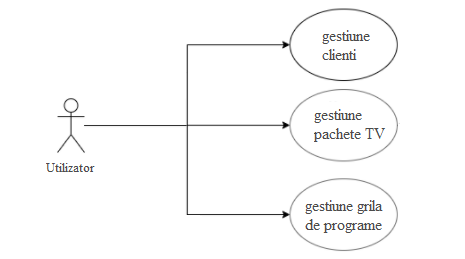 gestiune
clienti
gestiune
pachete TV
Utilizator
gestiune grila
de programe